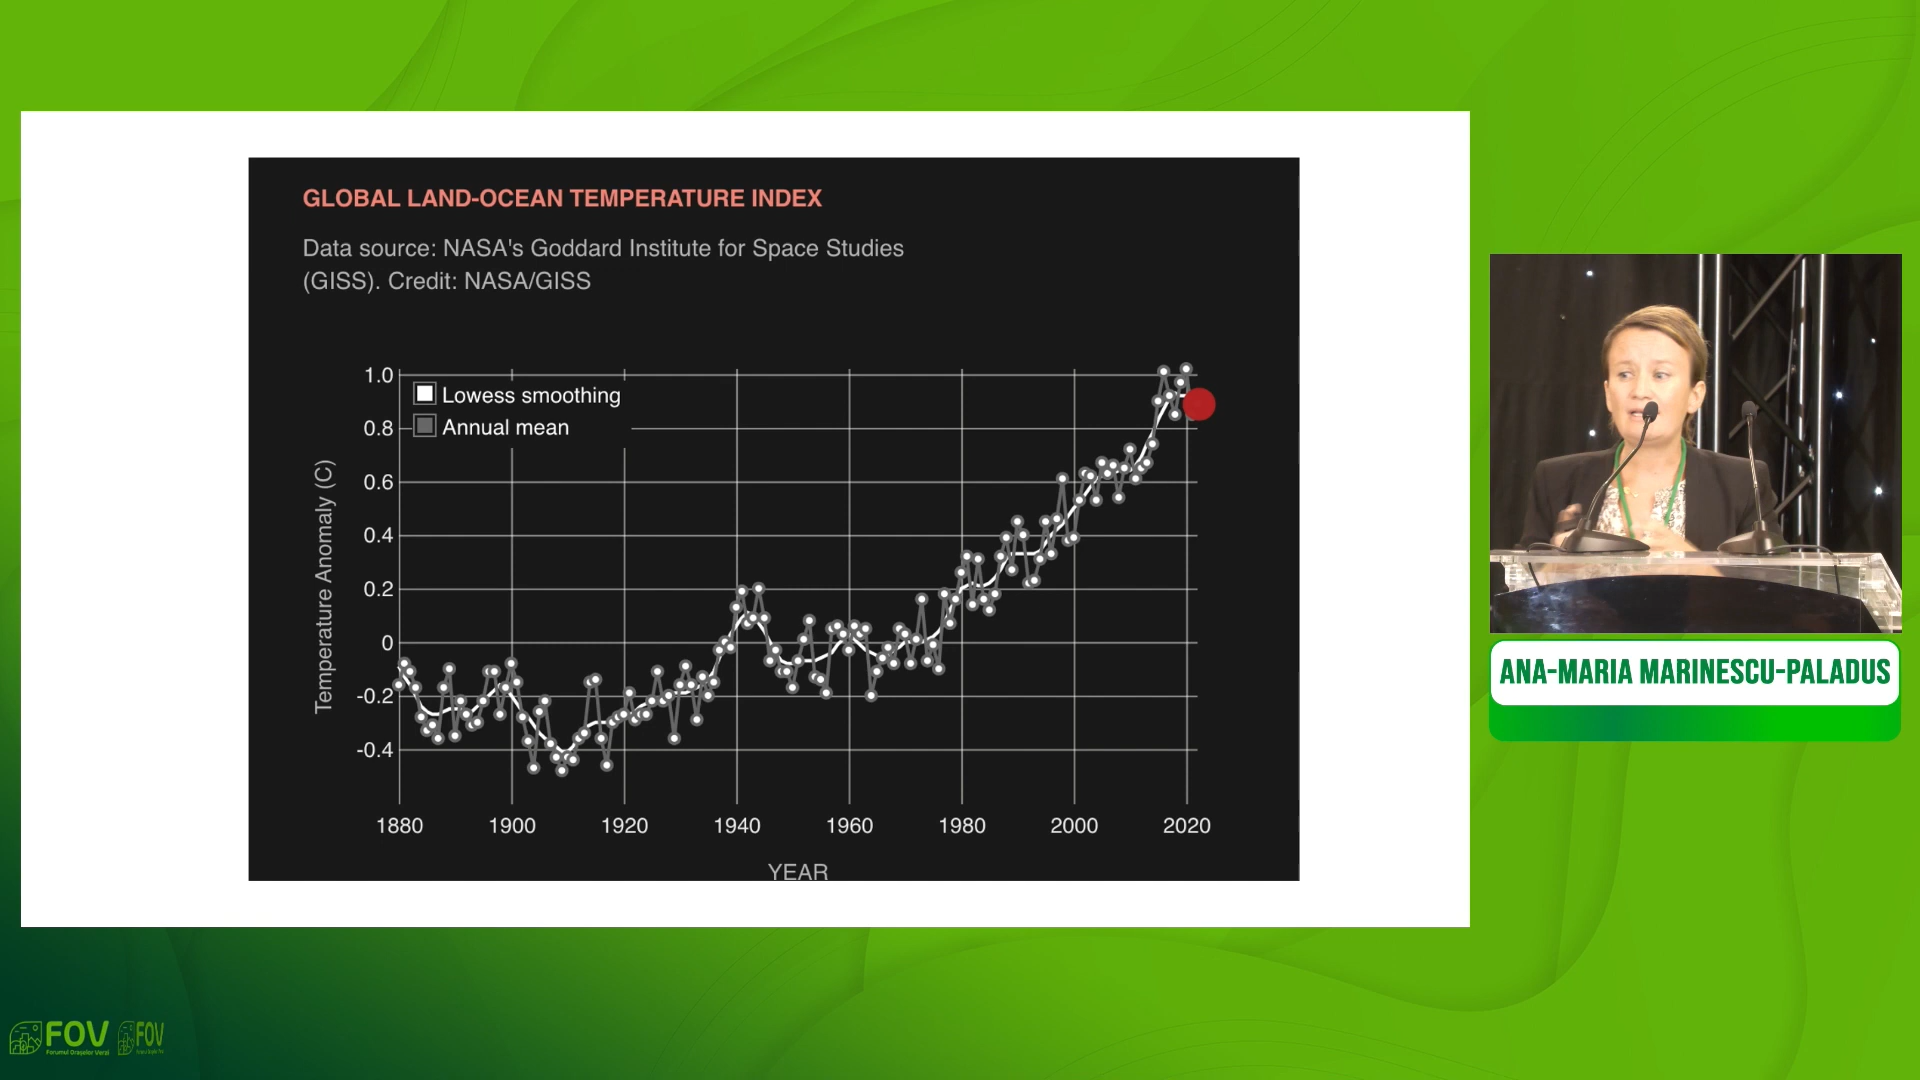 GLOBAL LAND-OCEAN TEMPERATURE INDEX
Data source: NASA's Goddard Institute for Space Studies
(GISS). Credit: NASA/GISS
Lowess smoothing
Annual mean
Temperature Anomaly (C)
1.0
0.8
0.6
0.4
0.2
0
-0.2
-0.4
1880 1900 1920 1940 1960 1980 2000 2020
YEAR
ANA-MARIA MARINESCU-PALADUS
FOV FOV
Forumul Orașelor Verzi